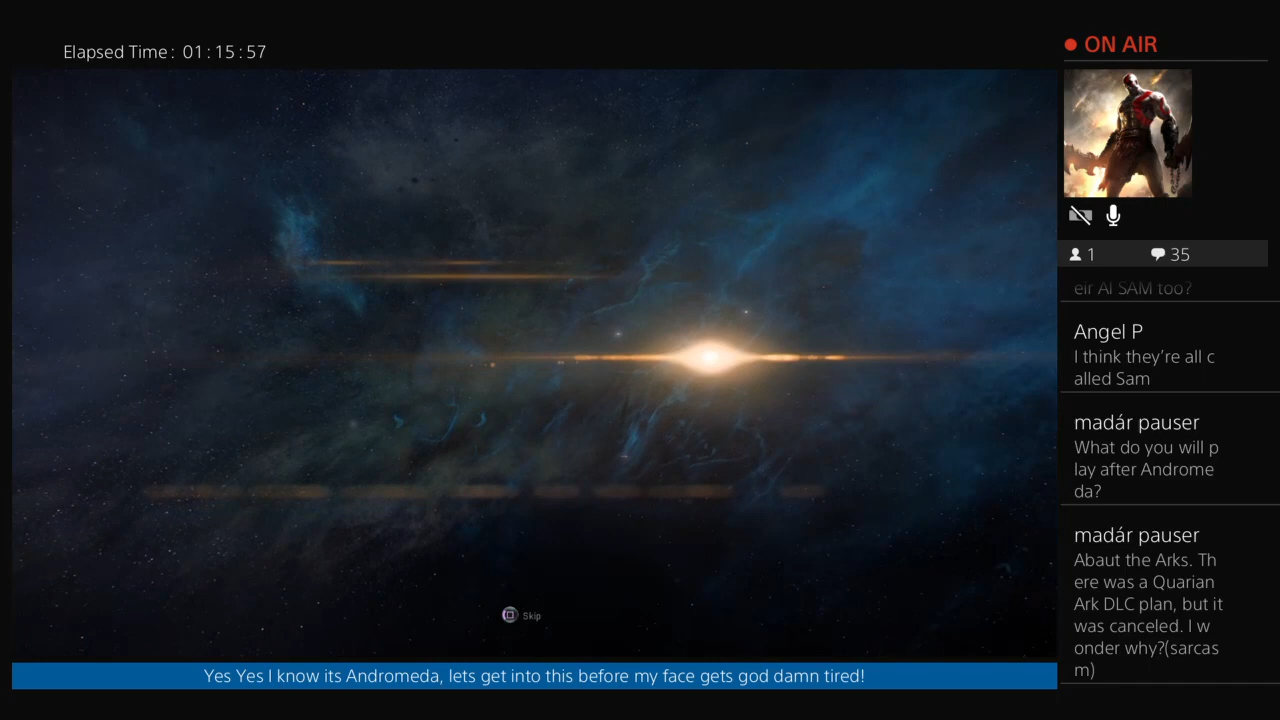 Elapsed Time: 01:15:57
ON AIR
1
35
eir AI SAM too?
Angel P
I think they're all c
alled Sam
madár pauser
What do you will p
lay after Androme
da?
madár pauser
Abaut the Arks. Th
ere was a Quarian
Ark DLC plan, but it
was canceled. I w
onder why?(sarcas
m)
Skip
Yes Yes I know its Andromeda, lets get into this before my face gets god damn tired!